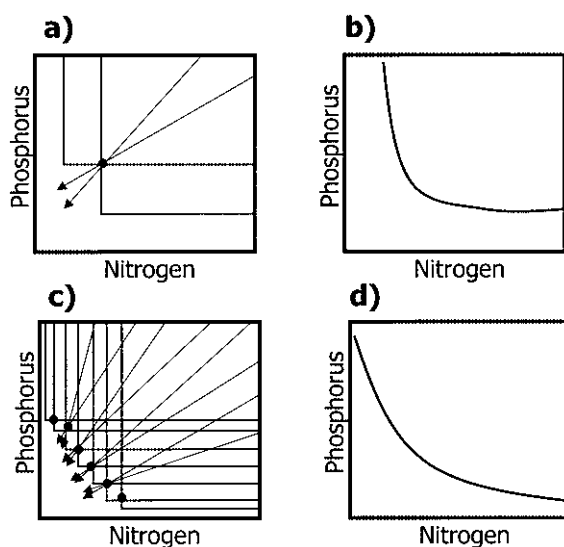 a)
Phosphorus
Nitrogen
b)
Phosphorus
Nitrogen
c)
Phosphorus
Nitrogen
d)
Phosphorus
Nitrogen